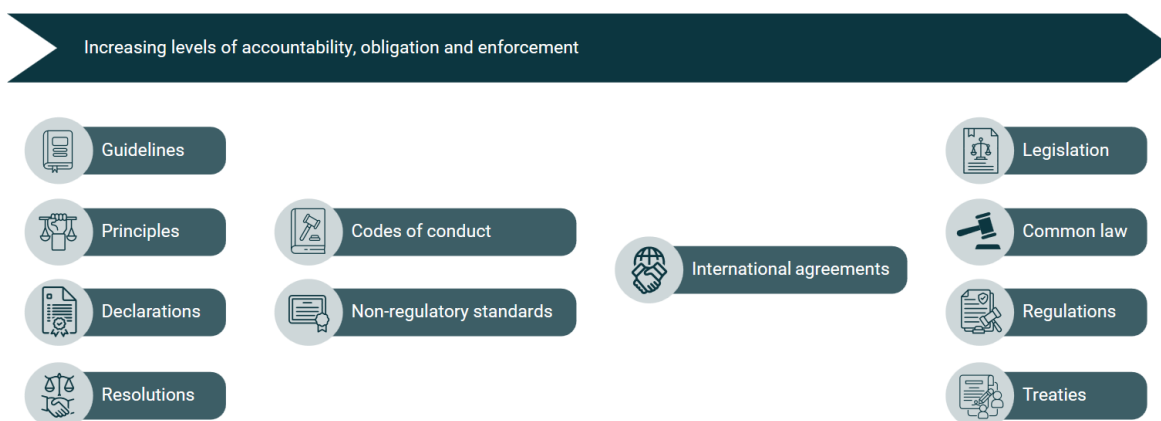 Increasing levels of accountability, obligation and enforcement
Guidelines
Principles
Declarations
Resolutions
Codes of conduct
Non-regulatory standards
International agreements
Legislation
Common law
Regulations
Treaties